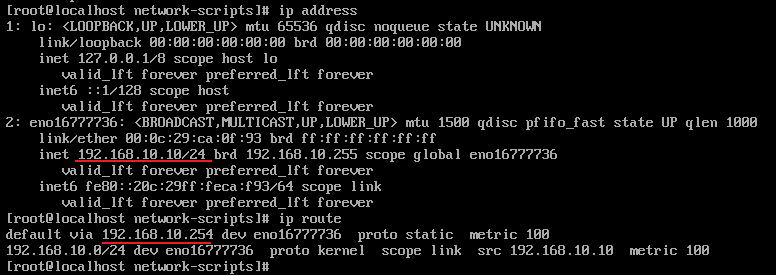 [root@localhost network-scripts]# ip address
1: lo: <LOOPBACK,UP,LOWER_UP> mtu 65536 qdisc noqueue state UNKNOWN
    link/loopback 00:00:00:00:00:00 brd 00:00:00:00:00:00
    inet 127.0.0.1/8 scope host lo
       valid_lft forever preferred_lft forever
    inet6 ::1/128 scope host
       valid_lft forever preferred_lft forever
2: eno16777736: <BROADCAST,MULTICAST,UP,LOWER_UP> mtu 1500 qdisc pfifo_fast state UP qlen 1000
    link/ether 00:0c:29:ca:0f:93 brd ff:ff:ff:ff:ff:ff
    inet 192.168.10.10/24 brd 192.168.10.255 scope global eno16777736
       valid_lft forever preferred_lft forever
    inet6 fe80::20c:29ff:feca:f93/64 scope link
       valid_lft forever preferred_lft forever
[root@localhost network-scripts]# ip route
default via 192.168.10.254 dev eno16777736  proto static  metric 100
192.168.10.0/24 dev eno16777736  proto kernel  scope link  src 192.168.10.10  metric 100
[root@localhost network-scripts]#